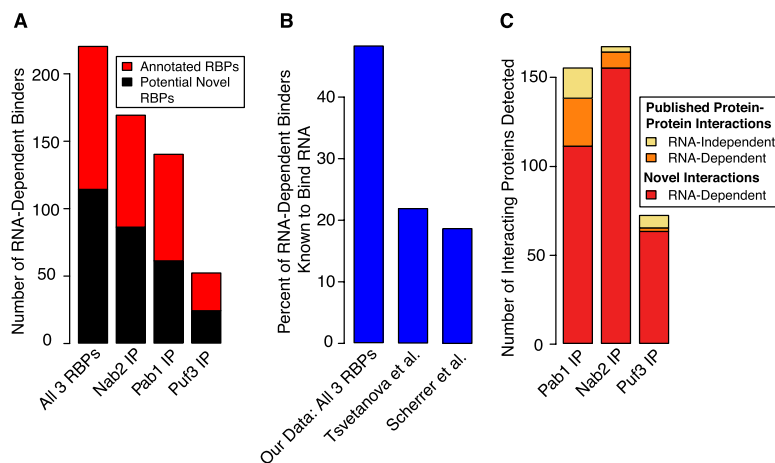 A
Number of RNA-Dependent Binders
200
150
100
50
0
Annotated RBPs
Potential Novel
RBPs
All 3 RBPs
Nab2 IP
Pab1 IP
Puf3 IP
B
Percent of RNA-Dependent Binders
Known to Bind RNA
40
30
20
10
0
Our Data: All 3 RBPs
Tsvetanova et al.
Scherrer et al.
C
Number of Interacting Proteins Detected
150
100
50
0
Published Protein-
Protein Interactions
RNA-Independent
RNA-Dependent
Novel Interactions
RNA-Dependent
Pab1 IP
Nab2 IP
Puf3 IP